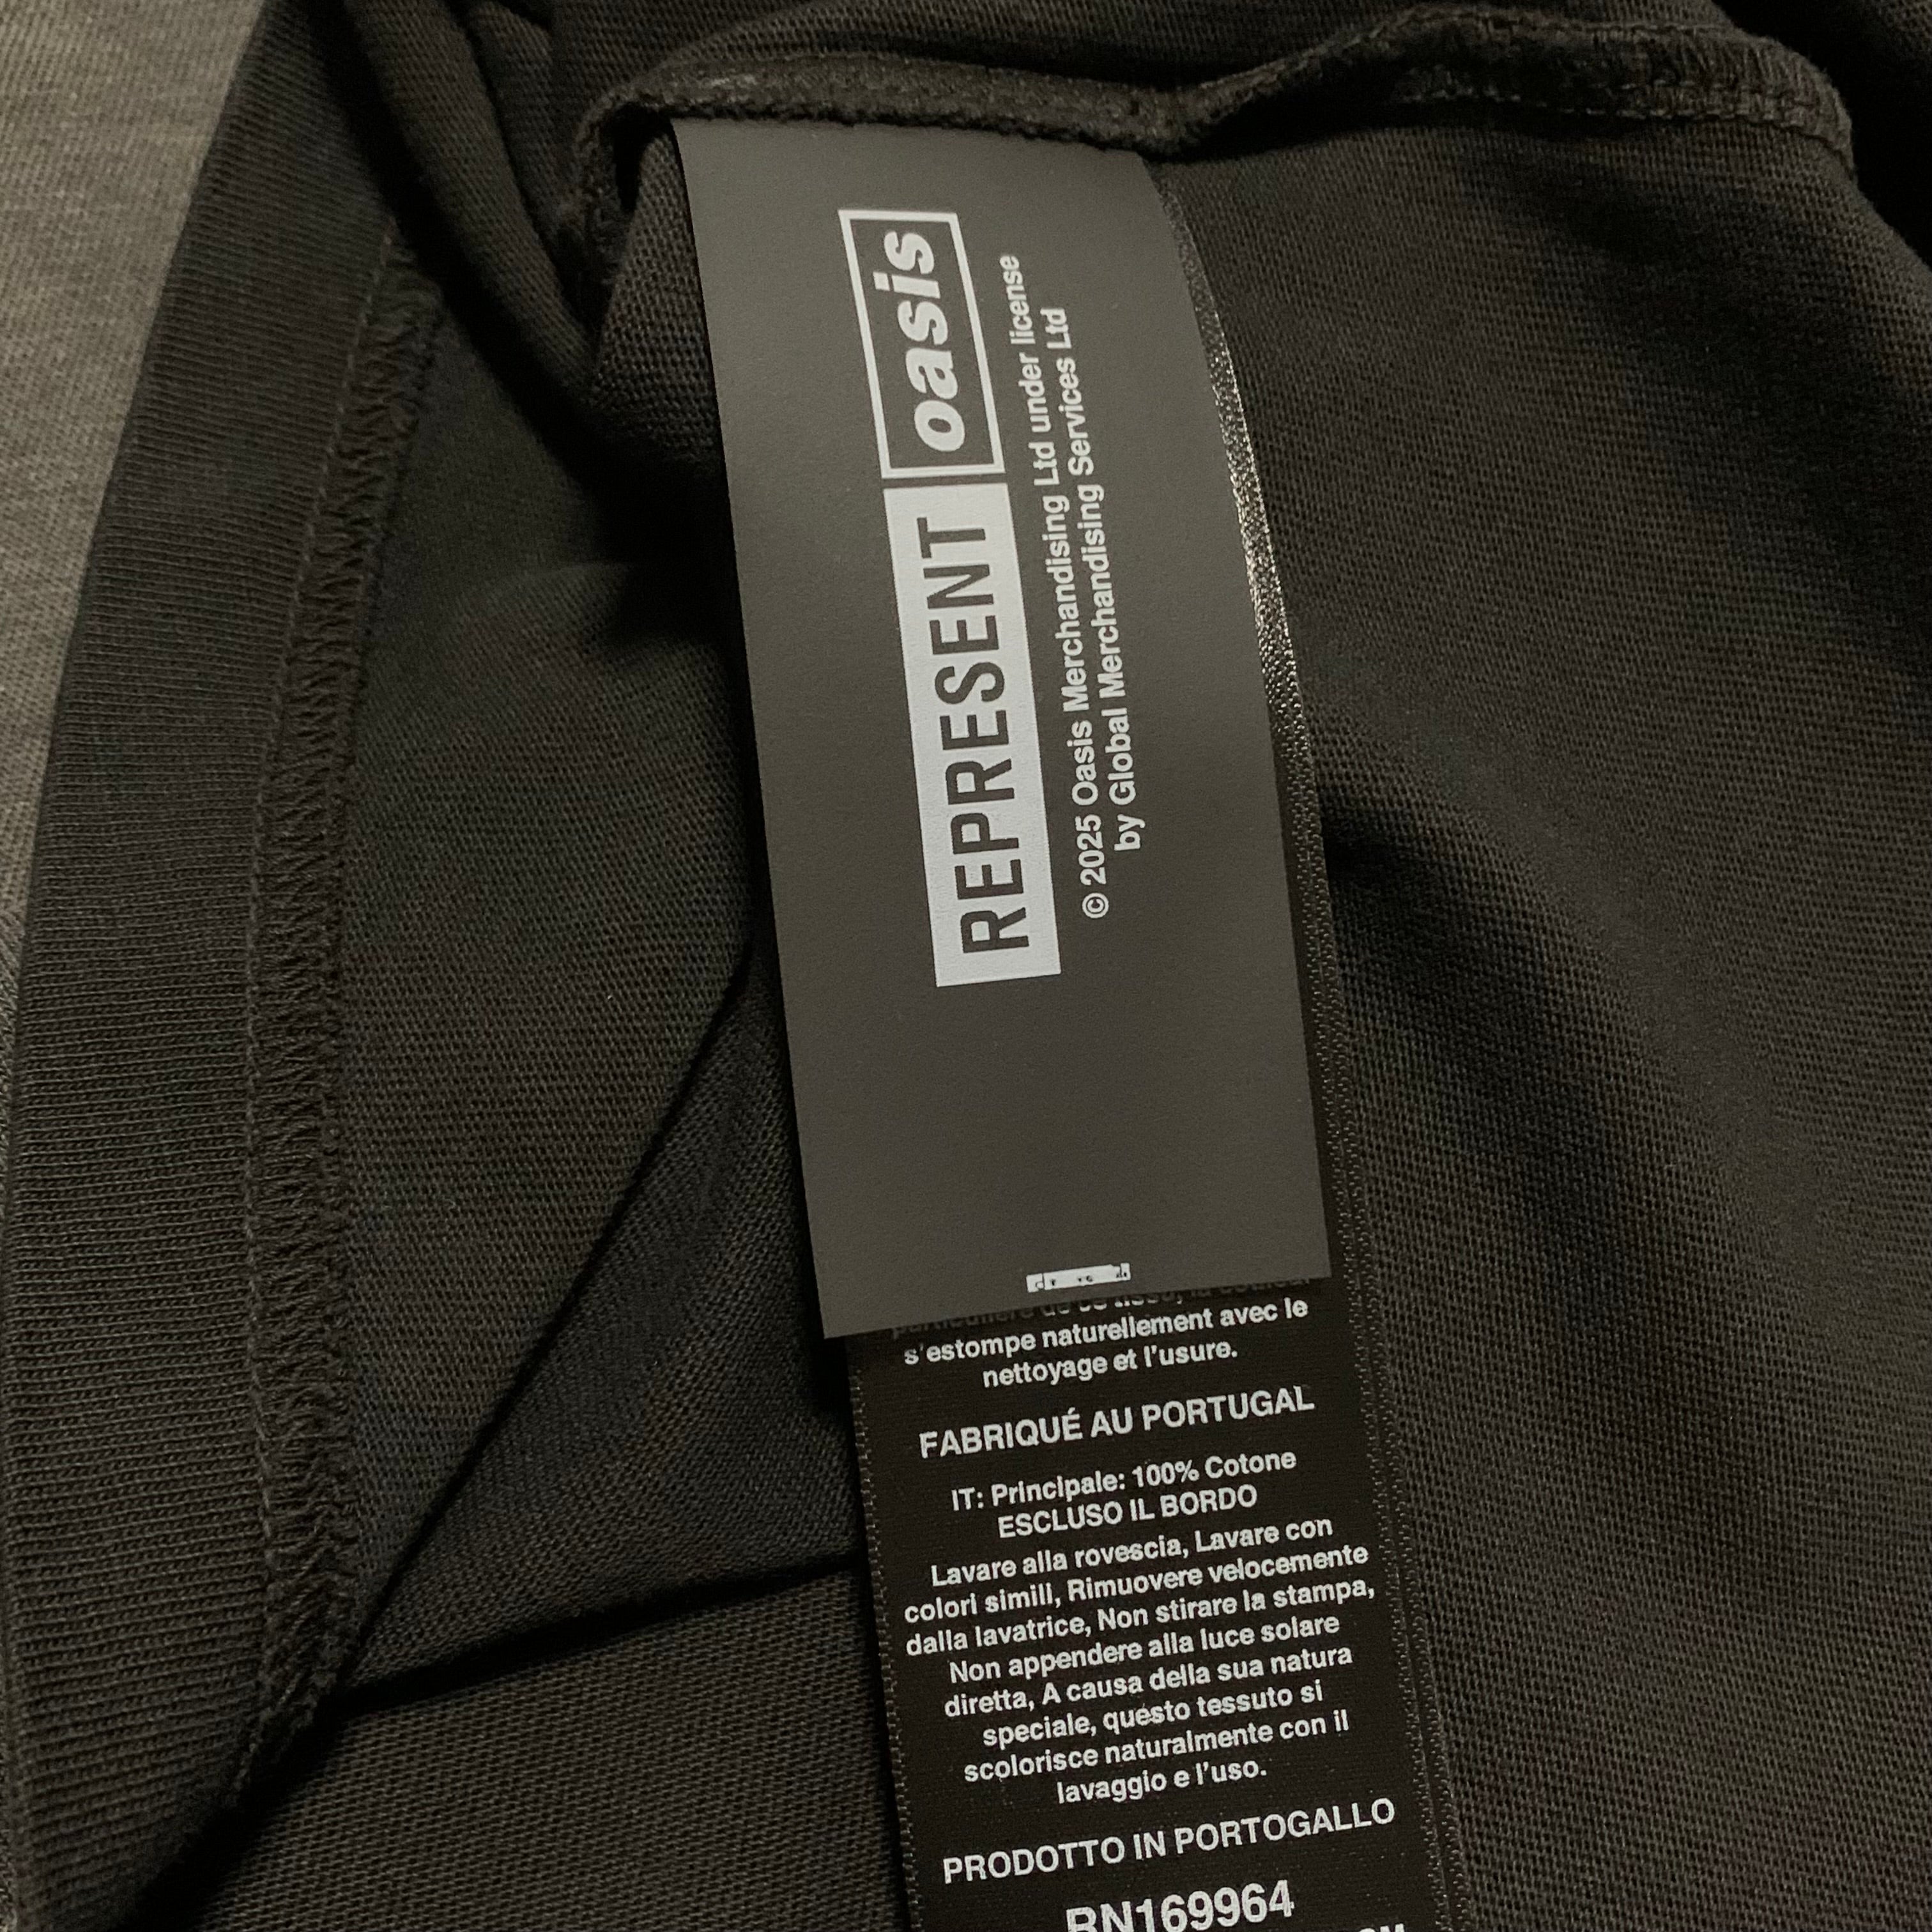 REPRESENT oasis
© 2025 Oasis Merchandising Ltd under license
by Global Merchandising Services Ltd
s'estompe naturellement avec le
nettoyage et l'usure.
FABRIQUÉ AU PORTUGAL
IT: Principale: 100% Cotone
ESCLUSO IL BORDO
Lavare alla rovescia, Lavare con
colori simili, Rimuovere velocemente
dalla lavatrice, Non stirare la stampa,
Non appendere alla luce solare
diretta, A causa della sua natura
speciale, questo tessuto si
scolorisce naturalmente con il
lavaggio e l'uso.
PRODOTTO IN PORTOGALLO
RN169964